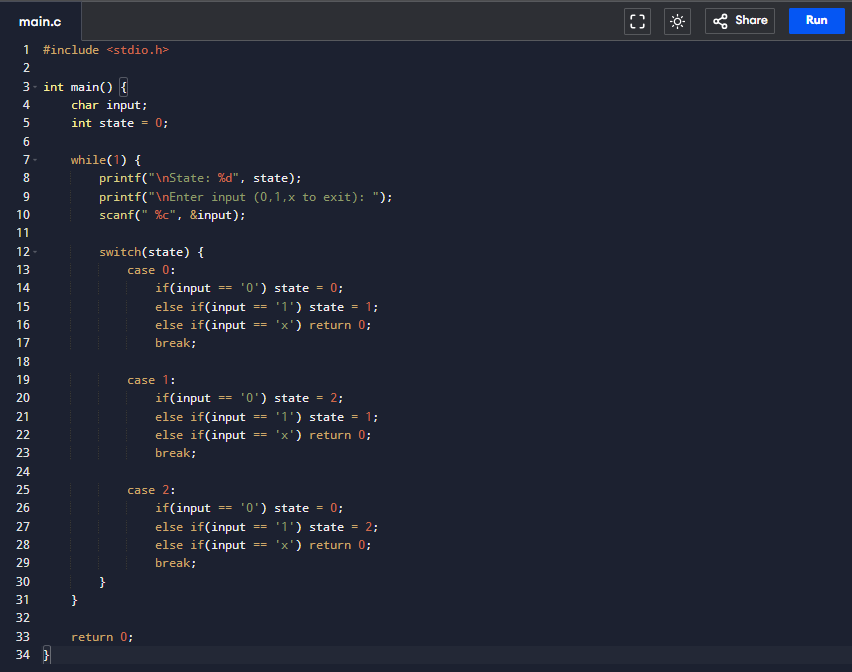 main.c
Share
Run
1 #include <stdio.h>
2
3 int main() {
4     char input;
5     int state = 0;
6
7     while(1) {
8         printf("\nState: %d", state);
9         printf("\nEnter input (0,1,x to exit): ");
10         scanf(" %c", &input);
11
12         switch(state) {
13             case 0:
14                 if(input == '0') state = 0;
15                 else if(input == '1') state = 1;
16                 else if(input == 'x') return 0;
17                 break;
18
19             case 1:
20                 if(input == '0') state = 2;
21                 else if(input == '1') state = 1;
22                 else if(input == 'x') return 0;
23                 break;
24
25             case 2:
26                 if(input == '0') state = 0;
27                 else if(input == '1') state = 2;
28                 else if(input == 'x') return 0;
29                 break;
30         }
31     }
32
33     return 0;
34 }